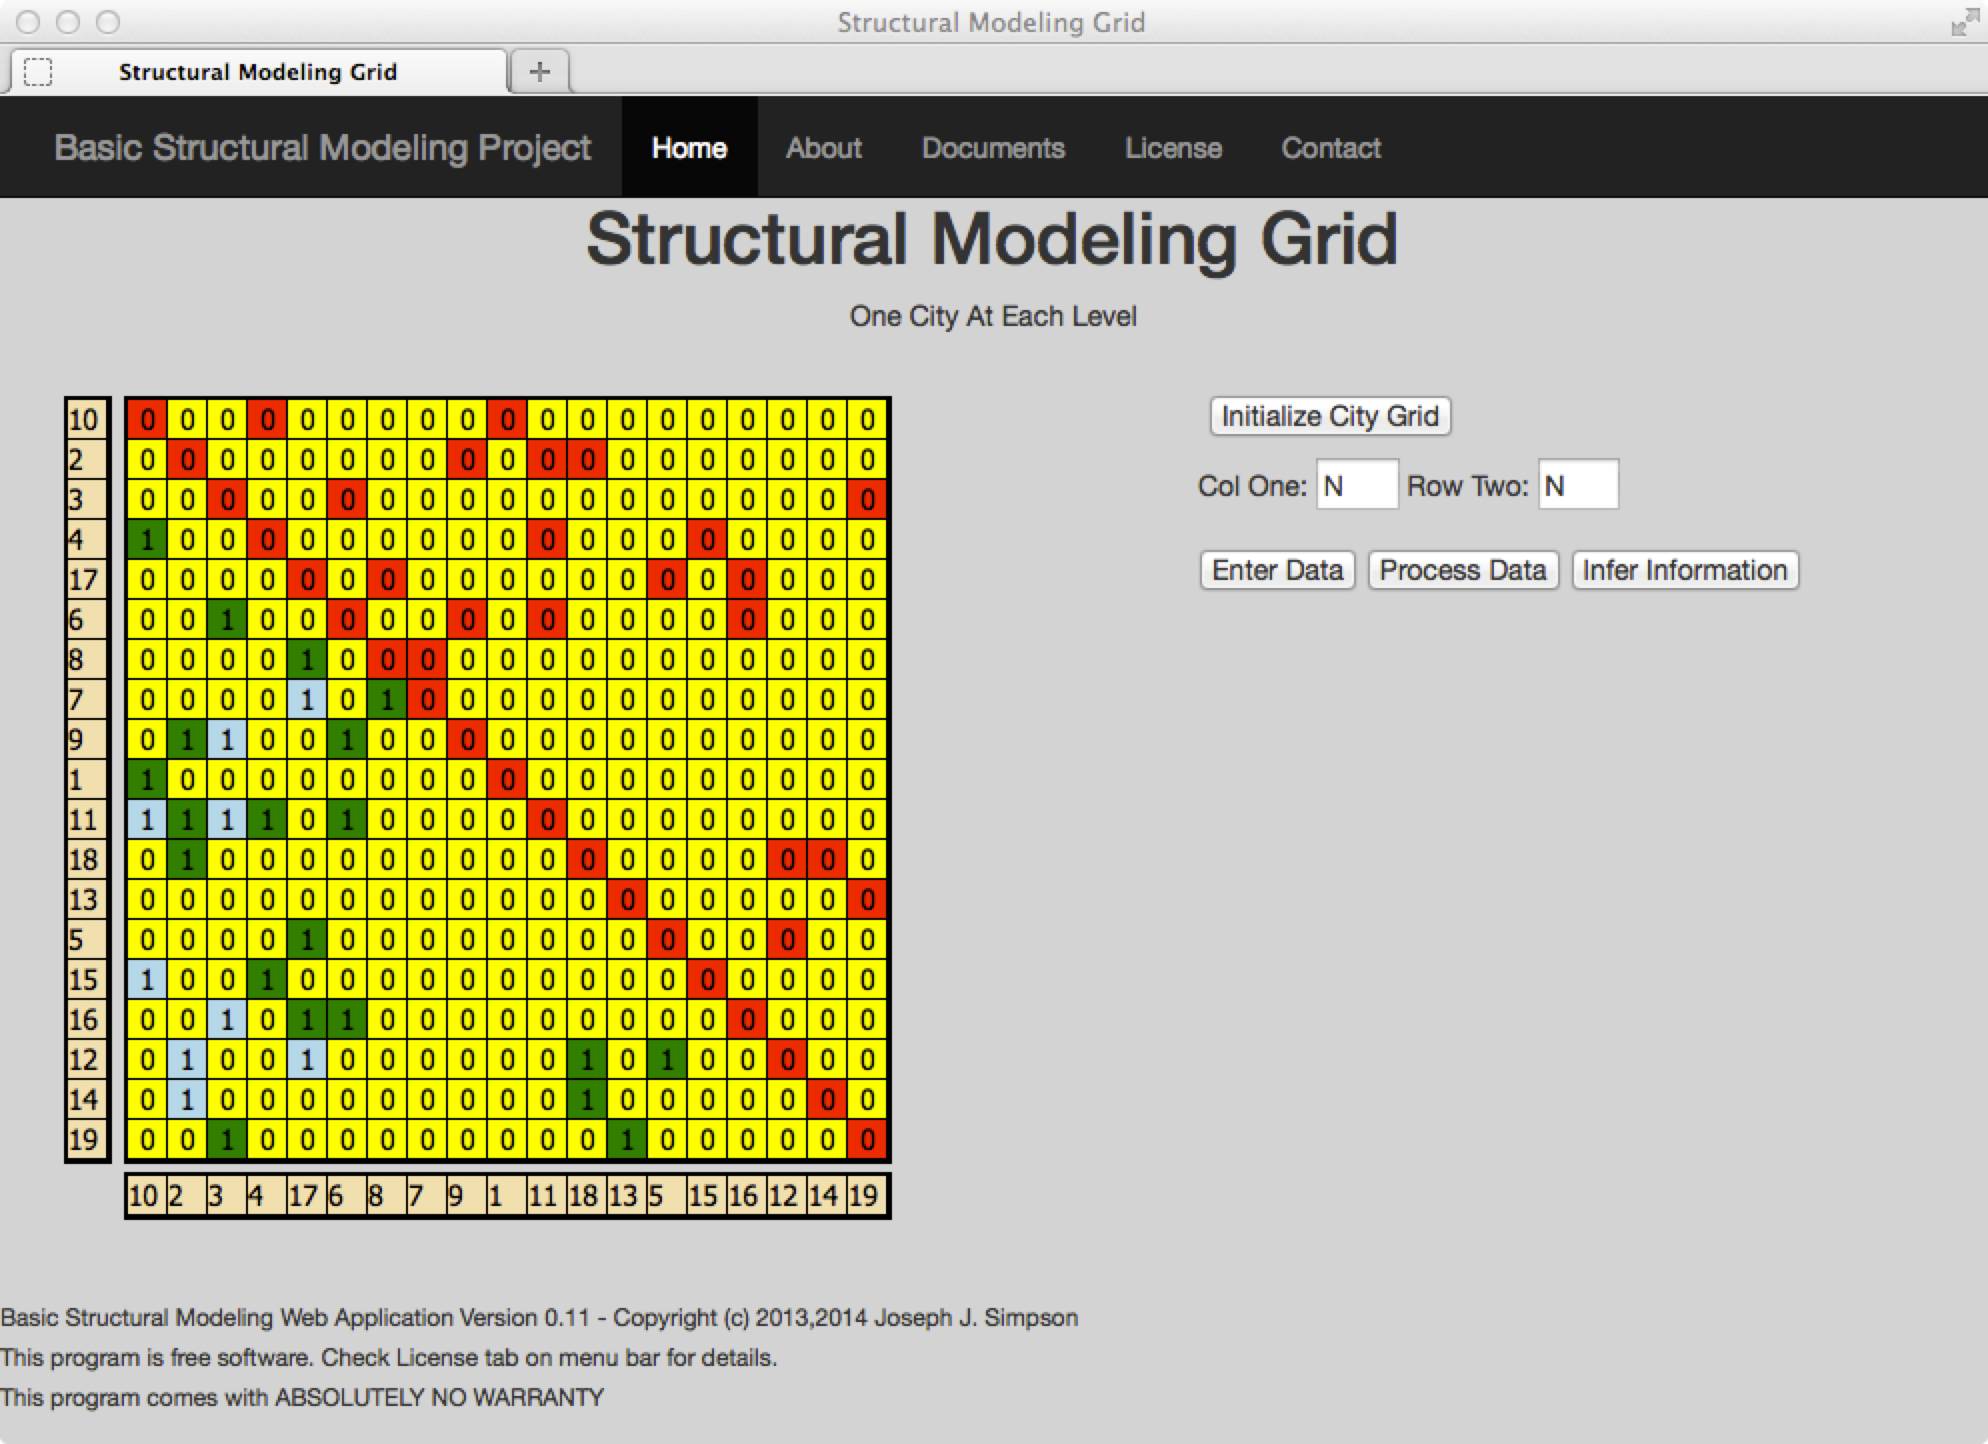 Structural Modeling Grid
Structural Modeling Grid +
Basic Structural Modeling Project Home About Documents License Contact
Structural Modeling Grid
One City At Each Level
10 0 0 0 0 0 0 0 0 0 0 0 0 0 0 0 0 0 0 0
2 0 0 0 0 0 0 0 0 0 0 0 0 0 0 0 0 0 0 0
3 0 0 0 0 0 0 0 0 0 0 0 0 0 0 0 0 0 0 0
4 1 0 0 0 0 0 0 0 0 0 0 0 0 0 0 0 0 0 0
17 0 0 0 0 0 0 0 0 0 0 0 0 0 0 0 0 0 0 0
6 0 0 1 0 0 0 0 0 0 0 0 0 0 0 0 0 0 0 0
8 0 0 0 0 1 0 0 0 0 0 0 0 0 0 0 0 0 0 0
7 0 0 0 0 1 0 1 0 0 0 0 0 0 0 0 0 0 0 0
9 0 1 1 0 0 1 0 0 0 0 0 0 0 0 0 0 0 0 0
1 1 0 0 0 0 0 0 0 0 0 0 0 0 0 0 0 0 0 0
11 1 1 1 1 0 1 0 0 0 0 0 0 0 0 0 0 0 0 0
18 0 1 0 0 0 0 0 0 0 0 0 0 0 0 0 0 0 0 0
13 0 0 0 0 0 0 0 0 0 0 0 0 0 0 0 0 0 0 0
5 0 0 0 0 1 0 0 0 0 0 0 0 0 0 0 0 0 0 0
15 1 0 0 1 0 0 0 0 0 0 0 0 0 0 0 0 0 0 0
16 0 0 1 0 1 1 0 0 0 0 0 0 0 0 0 0 0 0 0
12 0 1 0 0 1 0 0 0 0 0 0 1 0 1 0 0 0 0 0
14 0 1 0 0 0 0 0 0 0 0 0 1 0 0 0 0 0 0 0
19 0 0 1 0 0 0 0 0 0 0 0 0 1 0 0 0 0 0 0
10 2 3 4 17 6 8 7 9 1 11 18 13 5 15 16 12 14 19
Initialize City Grid
Col One: N Row Two: N
Enter Data Process Data Infer Information
Basic Structural Modeling Web Application Version 0.11 - Copyright (c) 2013,2014 Joseph J. Simpson
This program is free software. Check License tab on menu bar for details.
This program comes with ABSOLUTELY NO WARRANTY